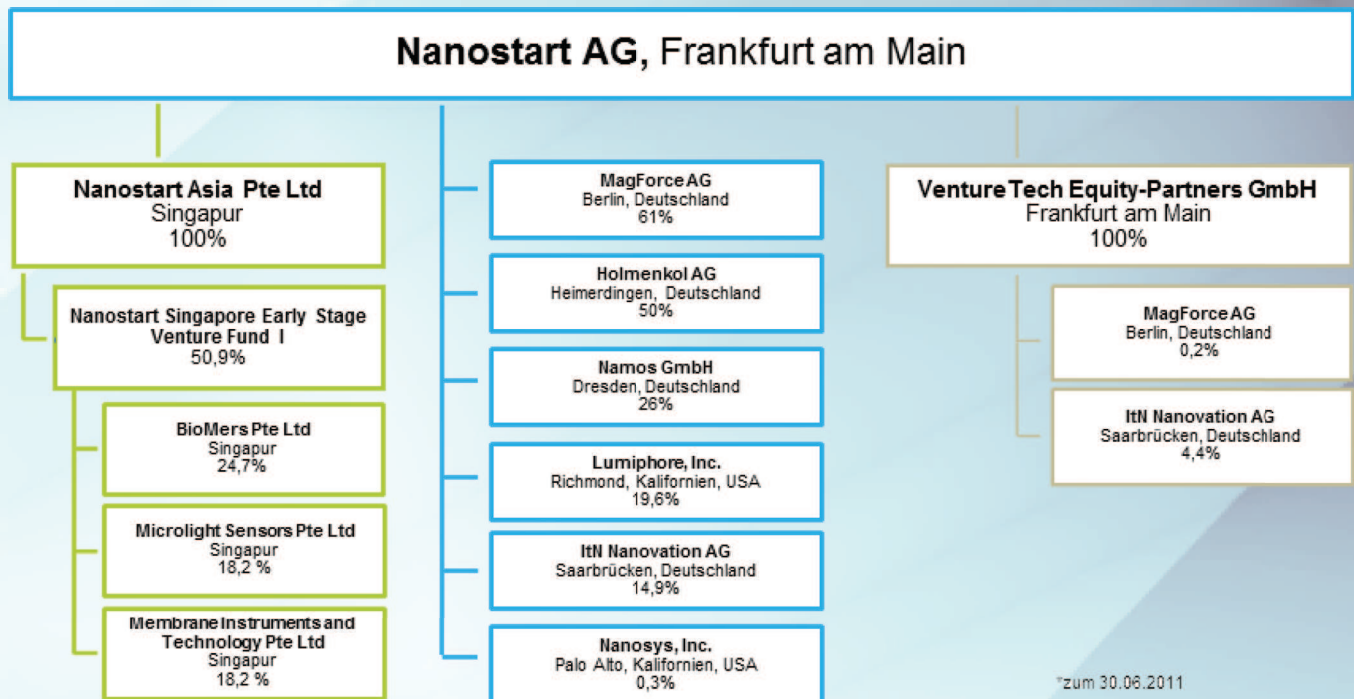 Nanostart AG, Frankfurt am Main
Nanostart Asia Pte Ltd
Singapur
100%
Nanostart Singapore Early Stage
Venture Fund I
50,9%
BioMers Pte Ltd
Singapur
24,7%
Microlight Sensors Pte Ltd
Singapur
18,2 %
Membrane Instruments and
Technology Pte Ltd
Singapur
18,2 %
MagForce AG
Berlin, Deutschland
61%
Holmenkol AG
Heimerdingen, Deutschland
50%
Namos GmbH
Dresden, Deutschland
26%
Lumiphore, Inc.
Richmond, Kalifornien, USA
19,6%
ItN Nanovation AG
Saarbrücken, Deutschland
14,9%
Nanosys, Inc.
Palo Alto, Kalifornien, USA
0,3%
VentureTech Equity-Partners GmbH
Frankfurt am Main
100%
MagForce AG
Berlin, Deutschland
0,2%
ItN Nanovation AG
Saarbrücken, Deutschland
4,4%
*zum 30.06.2011